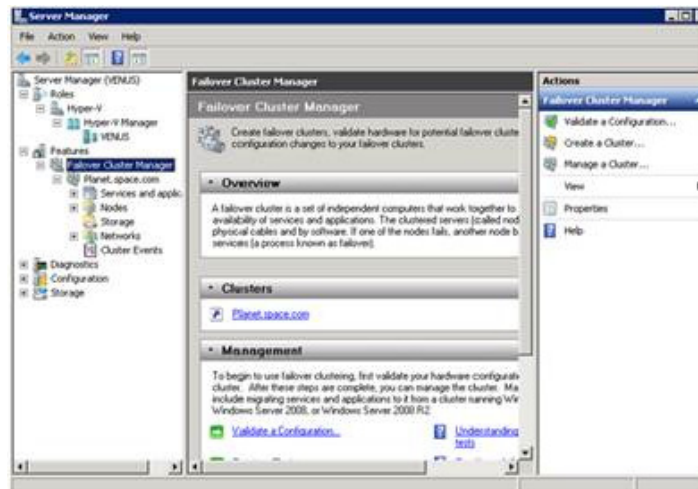 Server Manager
File Action View Help
Server Manager (VENUS)
Roles
Hyper-V
Hyper-V Manager
VENUS
Features
Failover Cluster Manager
Planet.space.com
Services and applic
Nodes
Storage
Networks
Cluster Events
Diagnostics
Configuration
Storage
Failover Cluster Manager
Failover Cluster Manager
Create failover clusters, validate hardware for potential failover cluste
configuration changes to your failover clusters.
Overview
A failover cluster is a set of independent computers that work together to
availability of services and applications. The clustered servers (called nod
physical cables and by software. If one of the nodes fails, another node b
services (a process known as failover).
Clusters
Planet.space.com
Management
To begin to use failover clustering, first validate your hardware configuratio
cluster. After these steps are complete, you can manage the cluster. Ma
include migrating services and applications to it from a cluster running Win
Windows Server 2008, or Windows Server 2008 R2.
Validate a Configuration...
Understanding
tests
Actions
Failover Cluster Manager
Validate a Configuration...
Create a Cluster...
Manage a Cluster...
View
Properties
Help